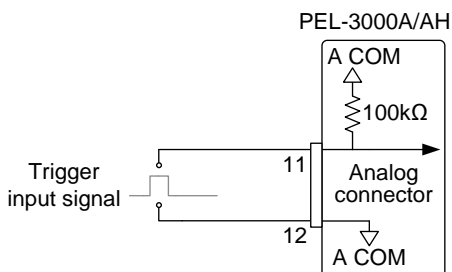 PEL-3000A/AH
A COM
100kΩ
11
Trigger
input signal
Analog
connector
12
A COM